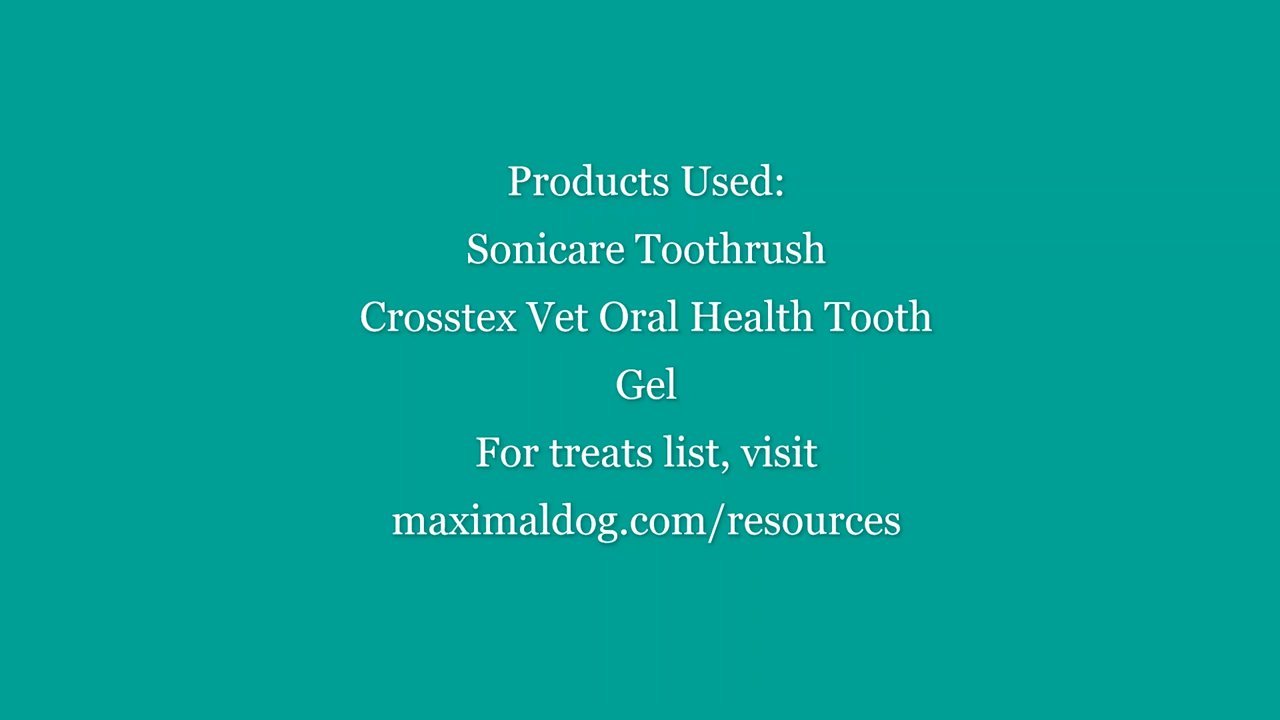 Products Used:
Sonicare Toothrush
Crosstex Vet Oral Health Tooth
Gel
For treats list, visit
maximaldog.com/resources